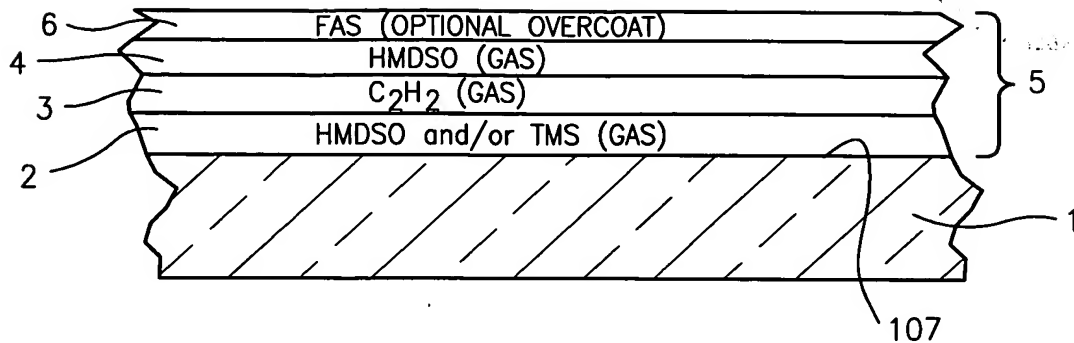 6 FAS (OPTIONAL OVERCOAT)
4 HMDSO (GAS)
3 C₂H₂ (GAS)
5
2 HMDSO and/or TMS (GAS)
1
107